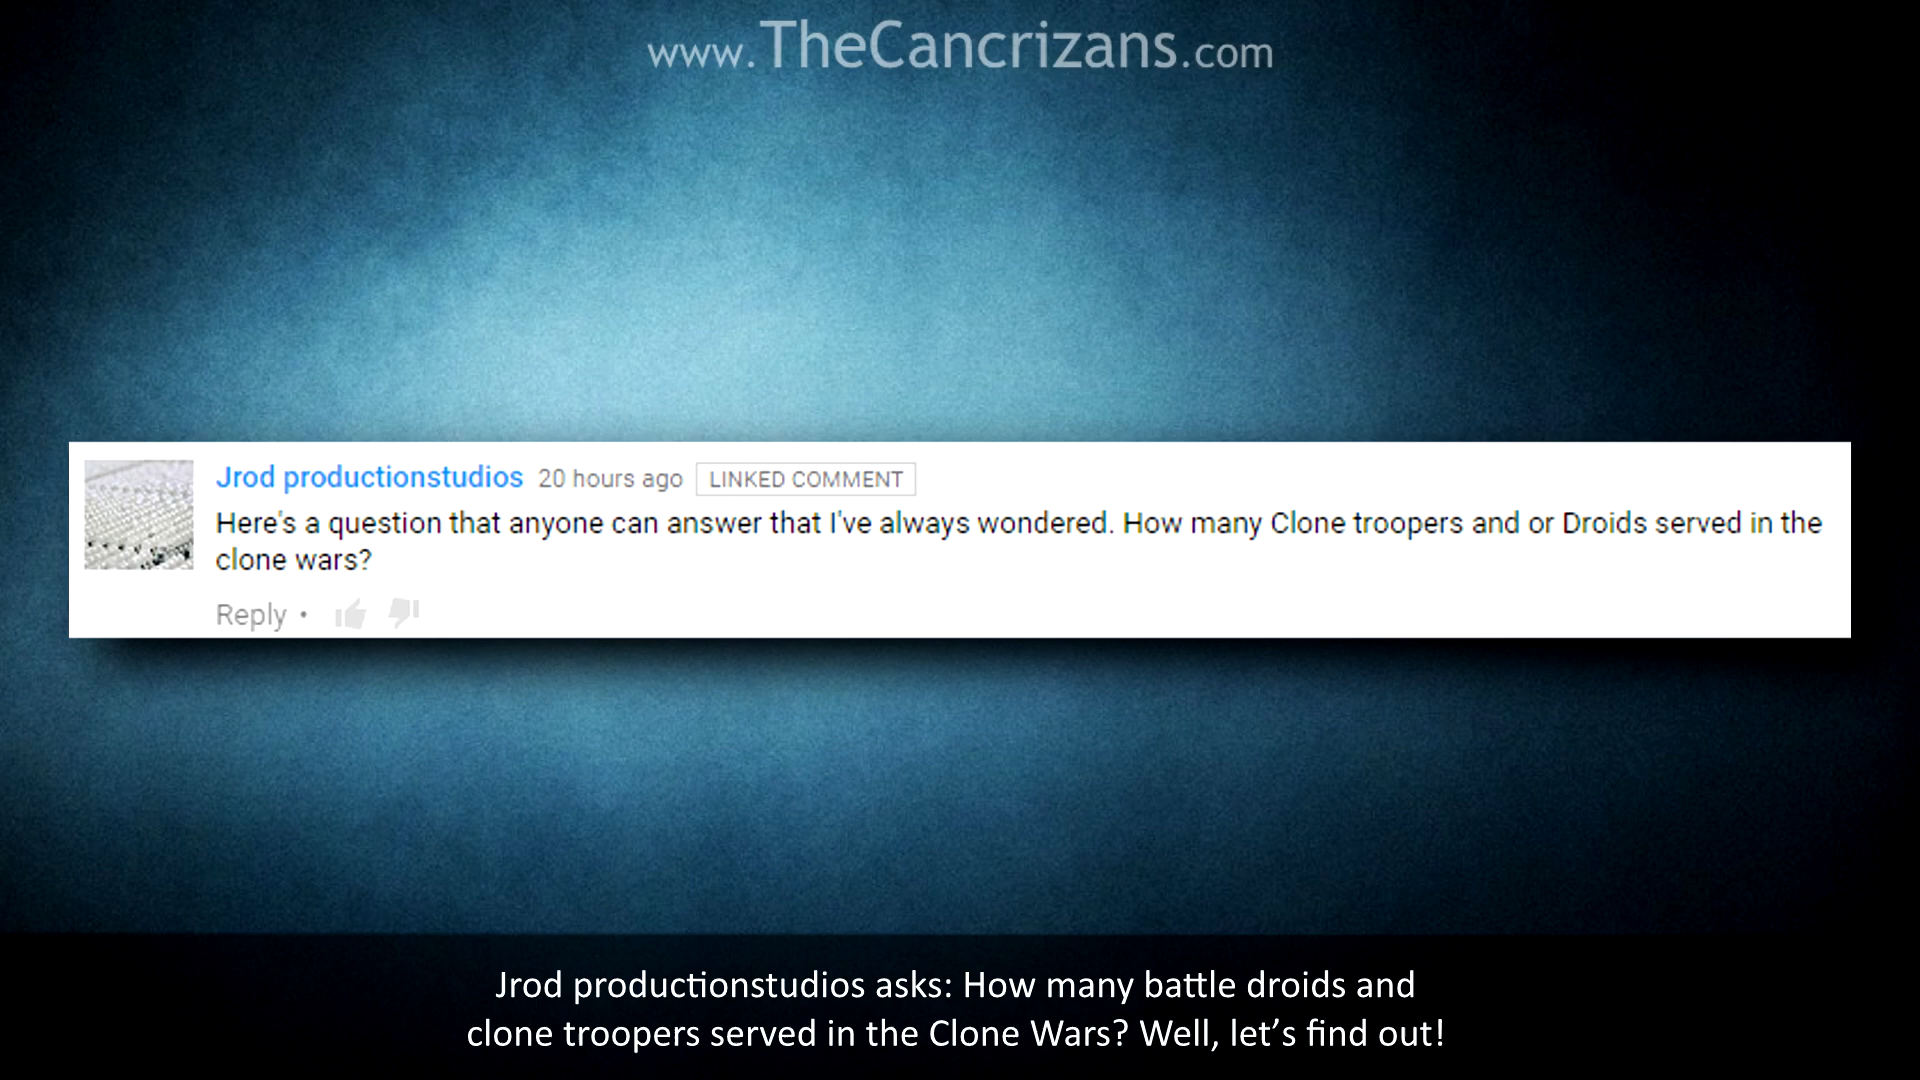 www.TheCancrizans.com
Jrod productionstudios 20 hours ago LINKED COMMENT
Here's a question that anyone can answer that I've always wondered. How many Clone troopers and or Droids served in the
clone wars?
Reply •
Jrod productionstudios asks: How many battle droids and
clone troopers served in the Clone Wars? Well, let’s find out!